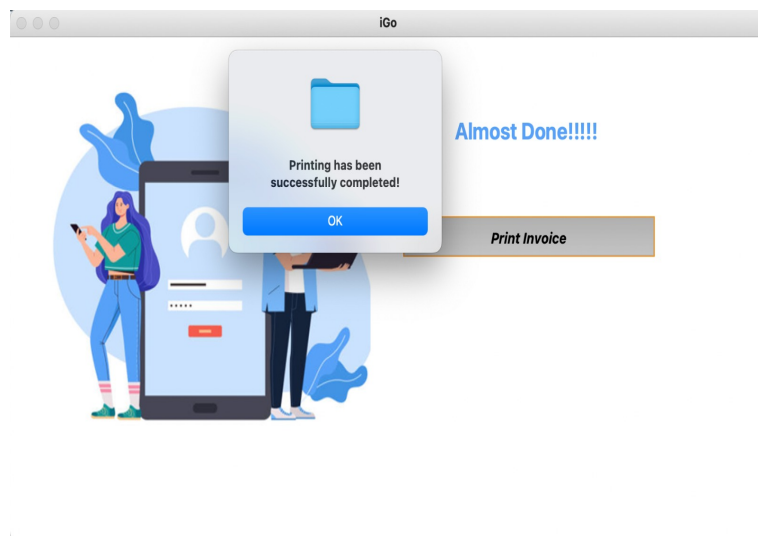 iGo
Printing has been
successfully completed!
OK
Almost Done!!!!!
Print Invoice